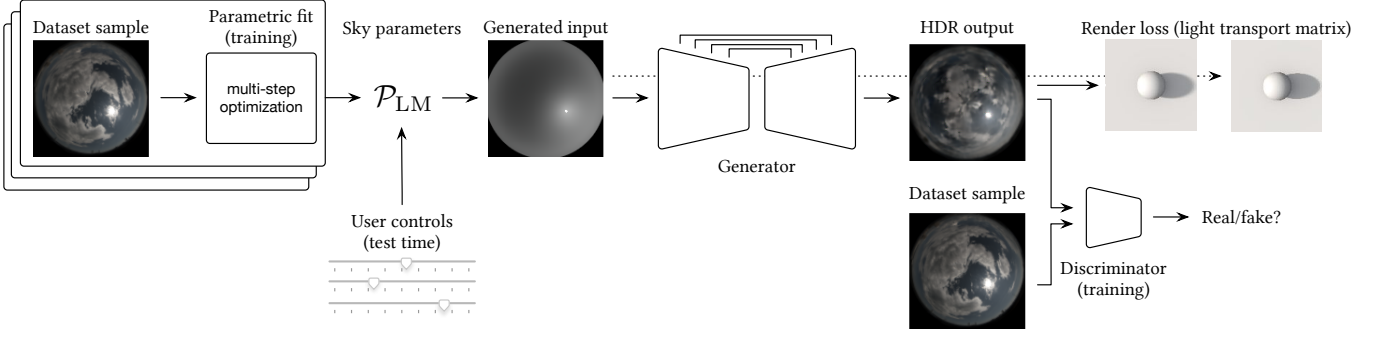 Dataset sample
Parametric fit
(training)
multi-step
optimization
Sky parameters
𝒫LM
User controls
(test time)
Generated input
Generator
HDR output
Dataset sample
Render loss (light transport matrix)
Discriminator
(training)
Real/fake?